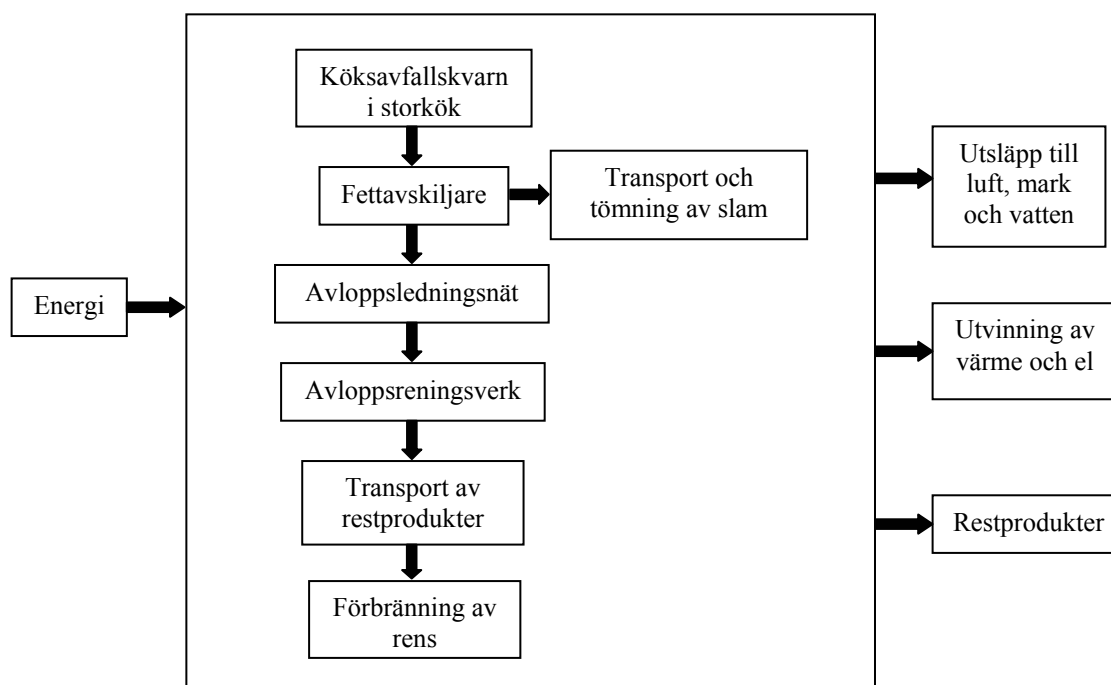 Köksavfallskvarn
i storkök
Fettavskiljare
Transport och
tömning av slam
Avloppsledningsnät
Avloppsreningsverk
Transport av
restprodukter
Förbränning av
rens
Energi
Utsläpp till
luft, mark
och vatten
Utvinning av
värme och el
Restprodukter